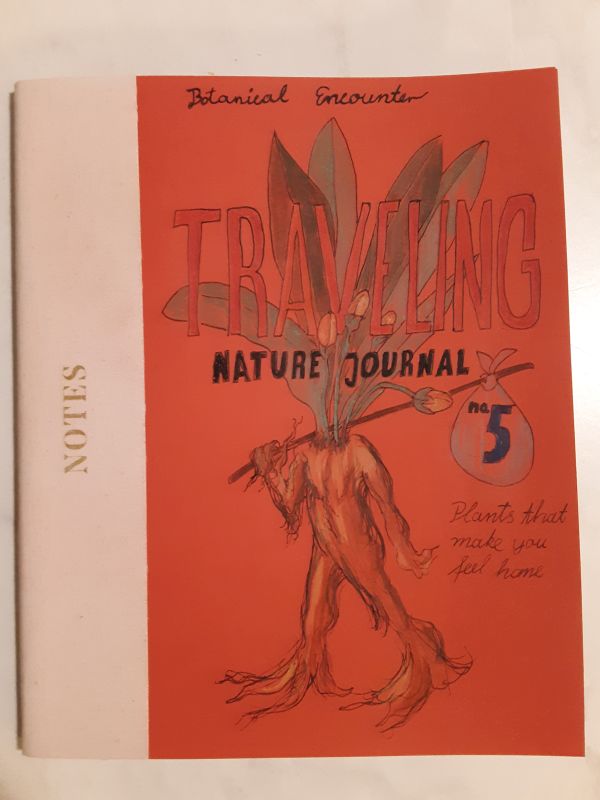 Botanical Encounter
TRAVELING
NATURE JOURNAL
no 5
Plants that
make you
feel home
NOTES